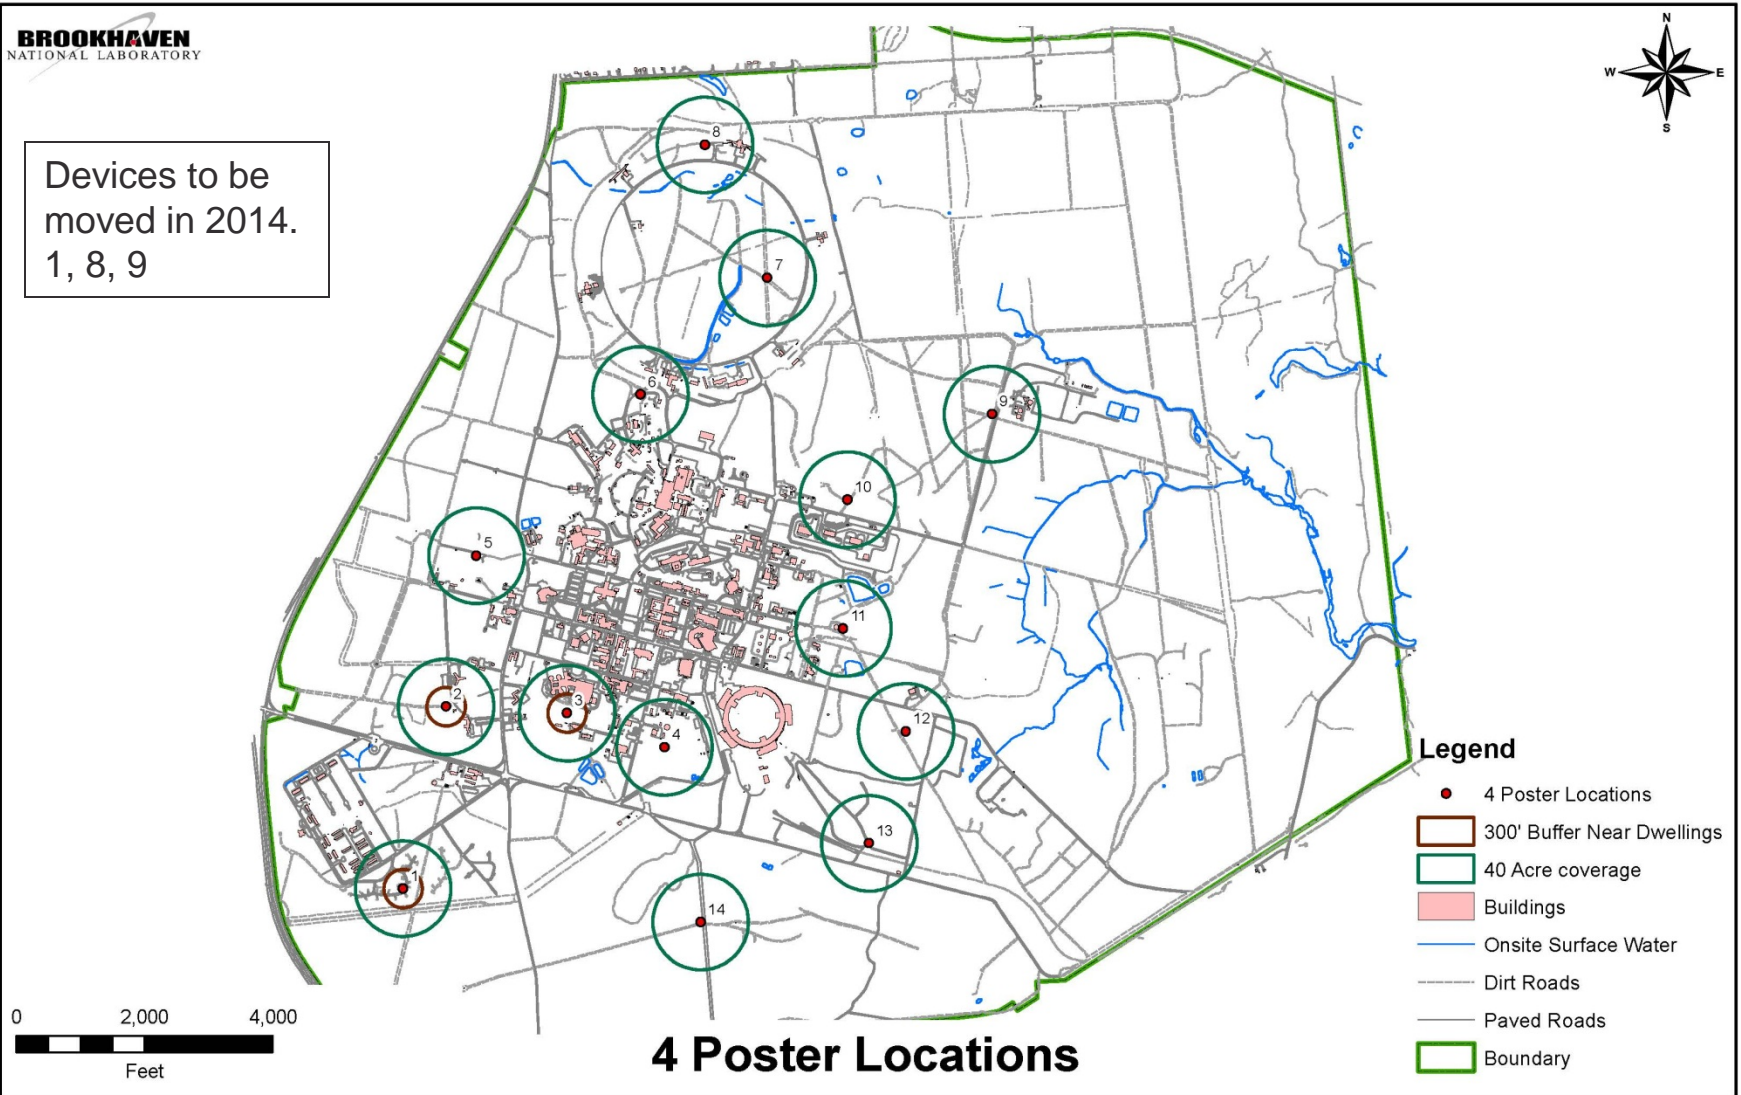 BROOKHAVEN
NATIONAL LABORATORY
Devices to be
moved in 2014.
1, 8, 9
N
W
E
S
8
7
6
9
10
5
11
2
3
4
12
13
1
14
Legend
4 Poster Locations
300' Buffer Near Dwellings
40 Acre coverage
Buildings
Onsite Surface Water
Dirt Roads
Paved Roads
Boundary
0 2,000 4,000
Feet
4 Poster Locations